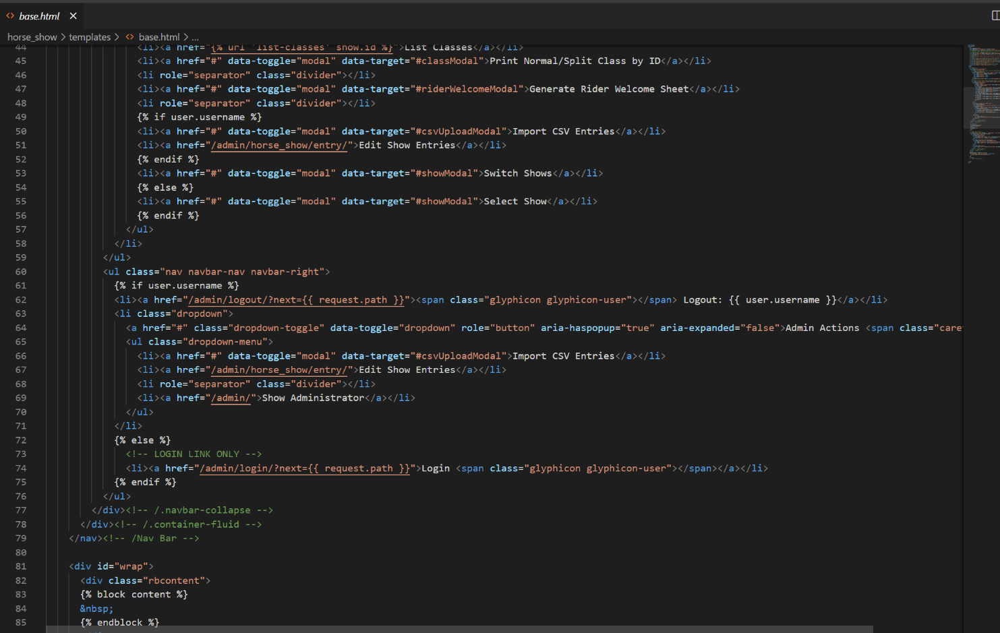 base.html
horse_show > templates > base.html > ...
44 <li><a href="{% url 'list-classes' show.id %}">List Classes</a></li>
45 <li><a href="#" data-toggle="modal" data-target="#classModal">Print Normal/Split Class by ID</a></li>
46 <li role="separator" class="divider"></li>
47 <li><a href="#" data-toggle="modal" data-target="#riderWelcomeModal">Generate Rider Welcome Sheet</a></li>
48 <li role="separator" class="divider"></li>
49 {% if user.username %}
50 <li><a href="#" data-toggle="modal" data-target="#csvUploadModal">Import CSV Entries</a></li>
51 <li><a href="/admin/horse_show/entry/">Edit Show Entries</a></li>
52 {% endif %}
53 <li><a href="#" data-toggle="modal" data-target="#showModal">Switch Shows</a></li>
54 {% else %}
55 <li><a href="#" data-toggle="modal" data-target="#showModal">Select Show</a></li>
56 {% endif %}
57 </ul>
58 </li>
59 </ul>
60 <ul class="nav navbar-nav navbar-right">
61 {% if user.username %}
62 <li><a href="/admin/logout/?next={{ request.path }}"><span class="glyphicon glyphicon-user"></span> Logout: {{ user.username }}</a></li>
63 <li class="dropdown">
64 <a href="#" class="dropdown-toggle" data-toggle="dropdown" role="button" aria-haspopup="true" aria-expanded="false">Admin Actions <span class="care
65 <ul class="dropdown-menu">
66 <li><a href="#" data-toggle="modal" data-target="#csvUploadModal">Import CSV Entries</a></li>
67 <li><a href="/admin/horse_show/entry/">Edit Show Entries</a></li>
68 <li role="separator" class="divider"></li>
69 <li><a href="/admin/">Show Administrator</a></li>
70 </ul>
71 </li>
72 {% else %}
73 <!-- LOGIN LINK ONLY -->
74 <li><a href="/admin/login/?next={{ request.path }}">Login <span class="glyphicon glyphicon-user"></span></a></li>
75 {% endif %}
76 </ul>
77 </div><!-- /.navbar-collapse -->
78 </div><!-- /.container-fluid -->
79 </nav><!-- /Nav Bar -->
80
81 <div id="wrap">
82 <div class="rbcontent">
83 {% block content %}
84 &nbsp;
85 {% endblock %}